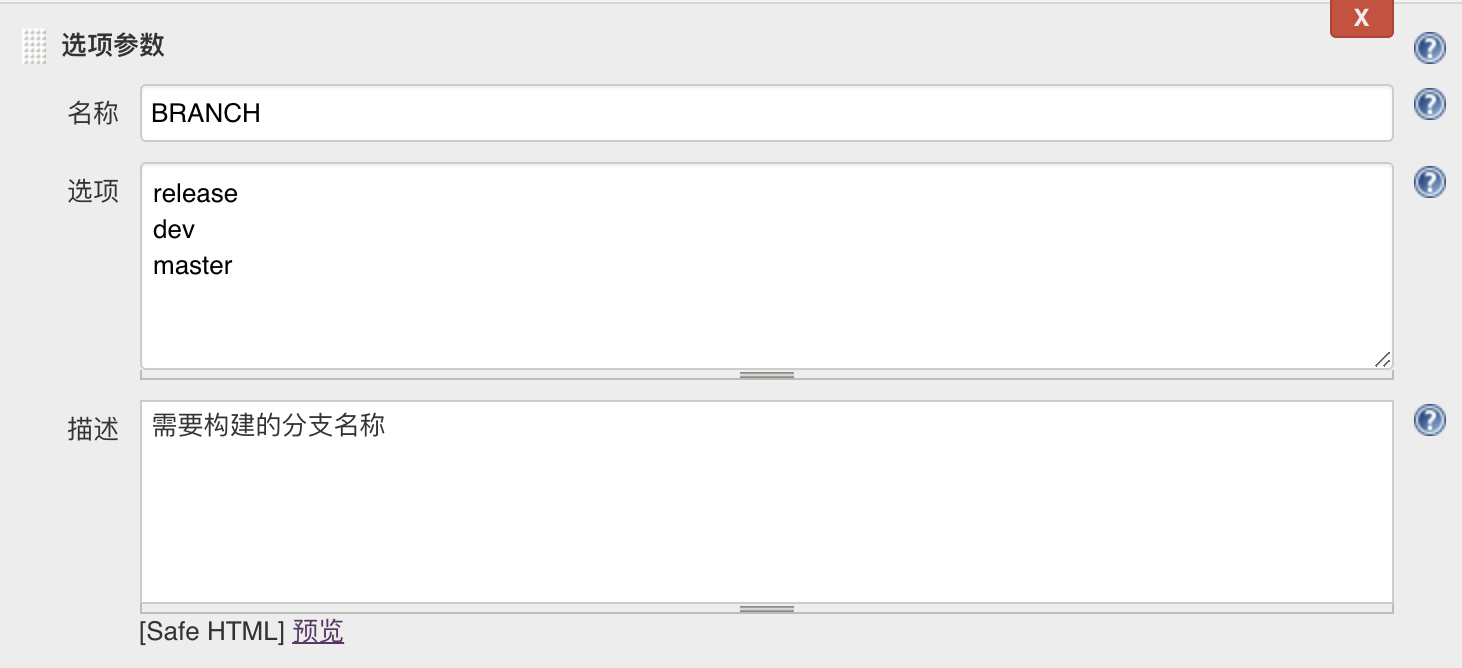 X
选项参数
名称
BRANCH
选项
release
dev
master
描述
需要构建的分支名称
[Safe HTML] 预览